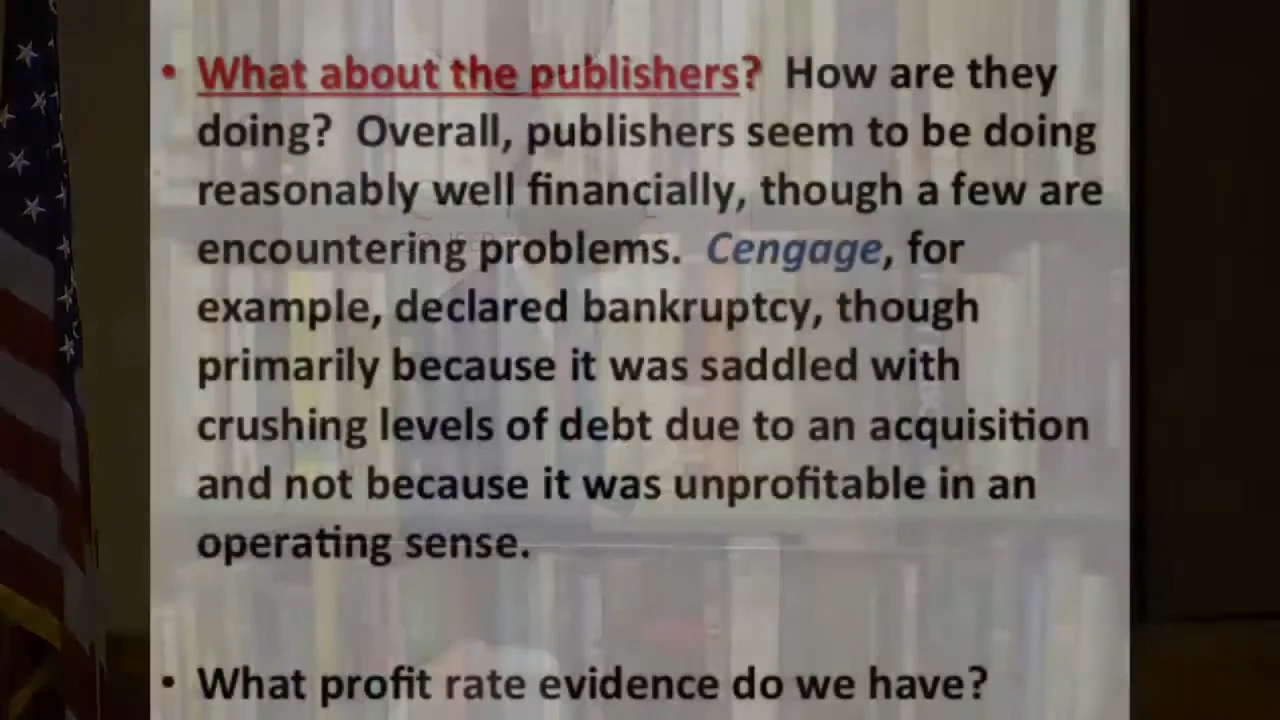 • What about the publishers? How are they
doing? Overall, publishers seem to be doing
reasonably well financially, though a few are
encountering problems. Cengage, for
example, declared bankruptcy, though
primarily because it was saddled with
crushing levels of debt due to an acquisition
and not because it was unprofitable in an
operating sense.
• What profit rate evidence do we have?